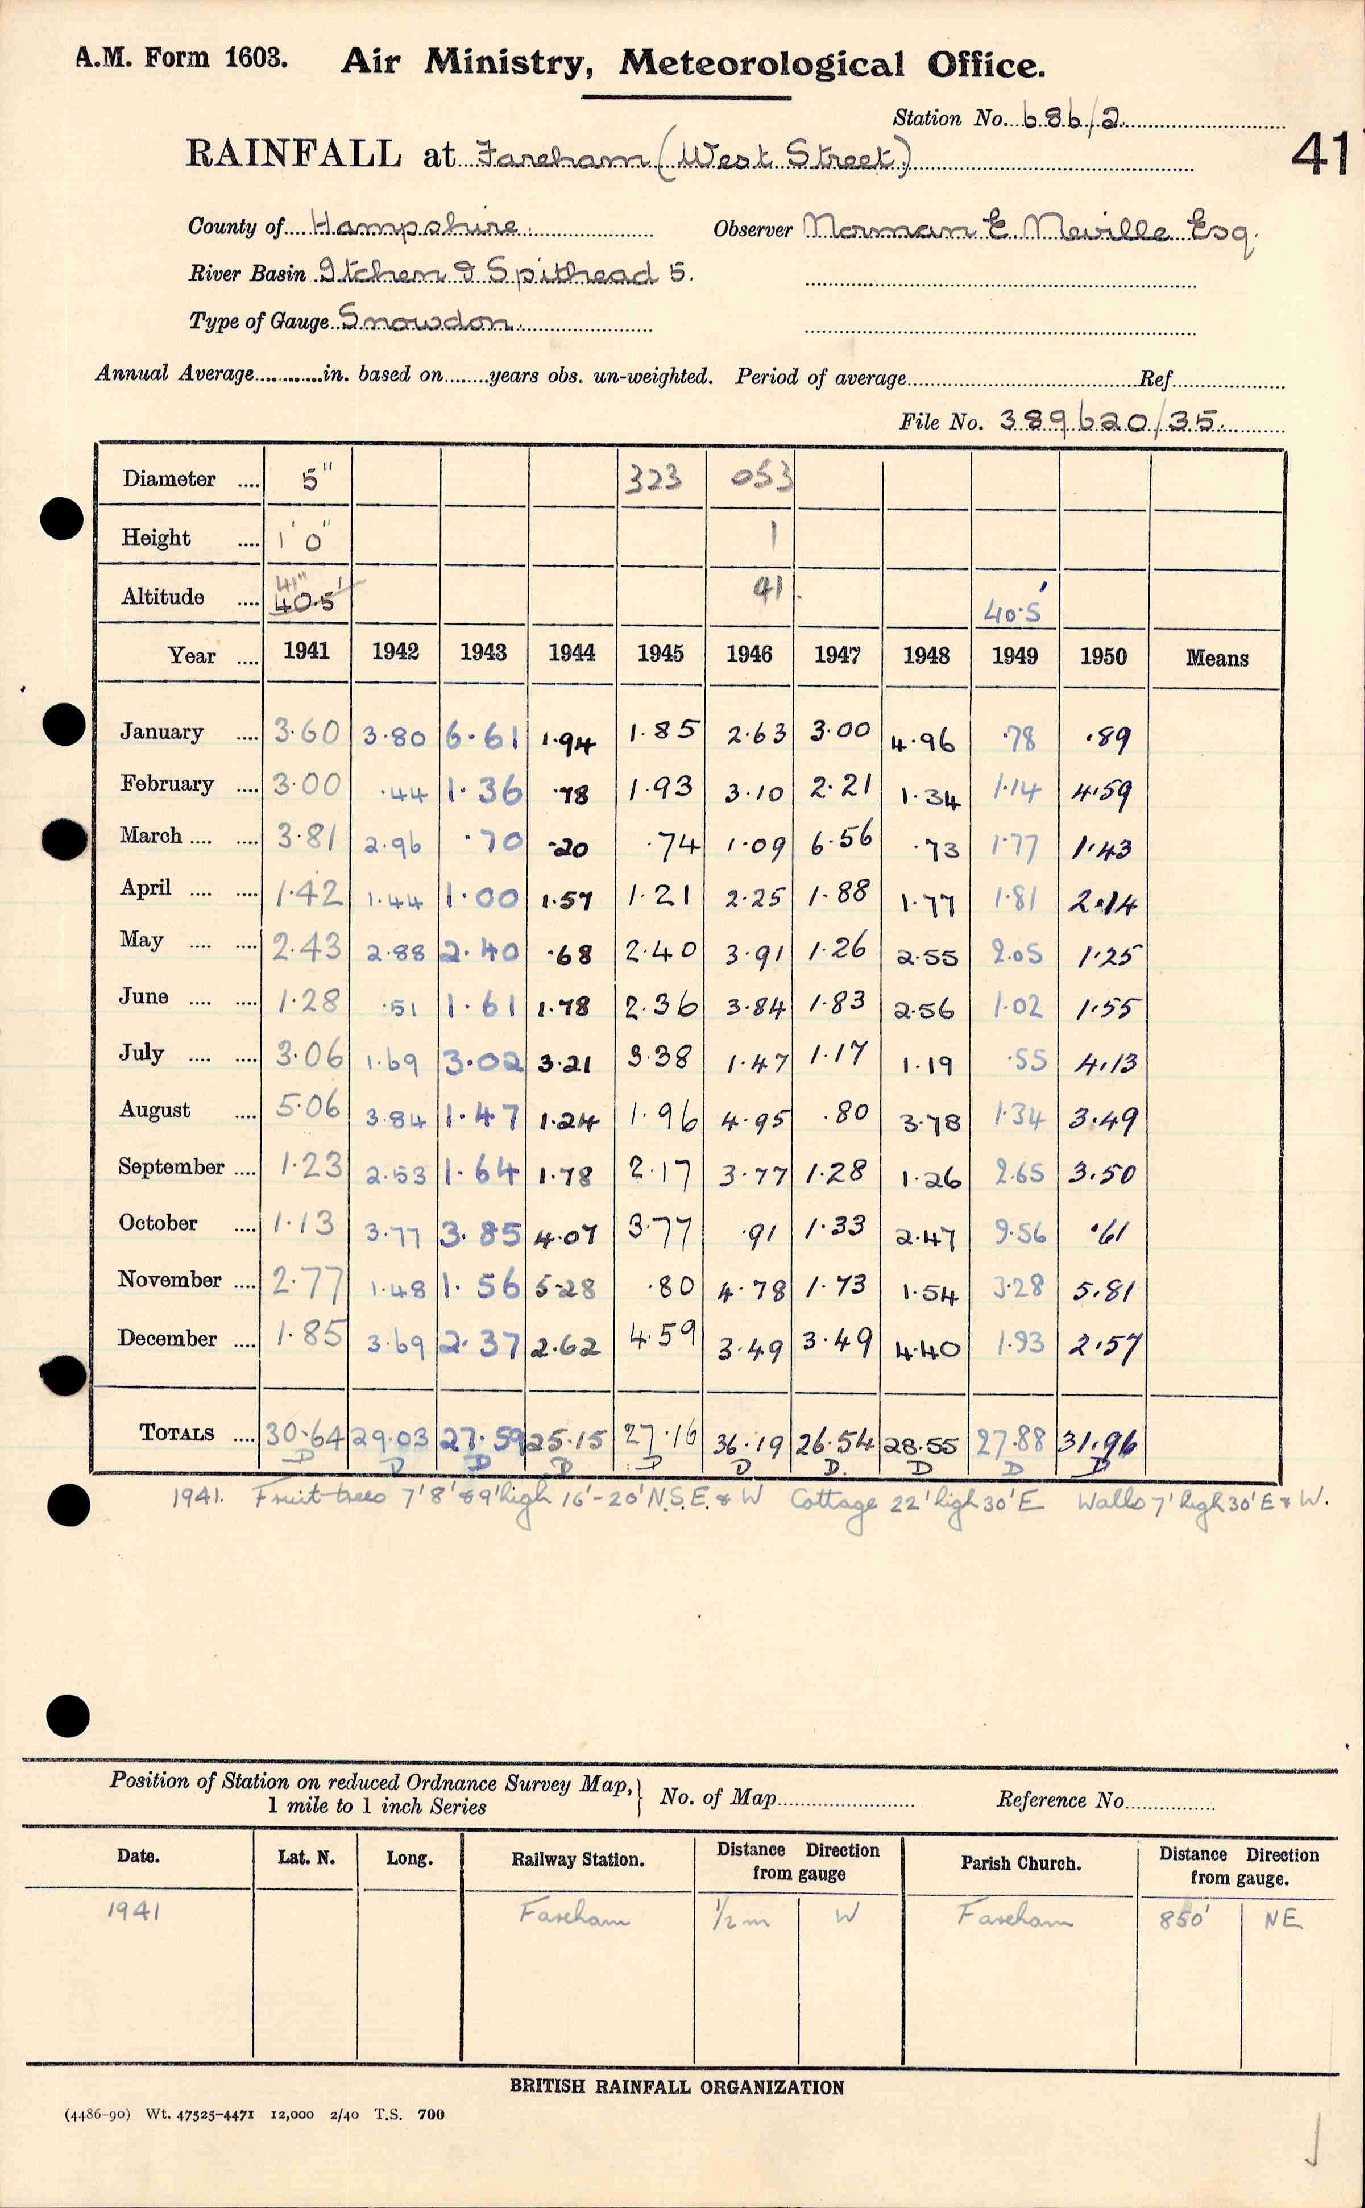 A.M. Form 1603. Air Ministry, Meteorological Office.
Station No. 686/2
41
RAINFALL at Fareham (West Street)
County of Hampshire Observer Norman E. Neville Esq.
River Basin Itchen & Spithead 5.
Type of Gauge Snowdon
Annual Average in. based on years obs. un-weighted. Period of average Ref
File No. 389620/35
Diameter 5" 323 053
Height 1' 0" 1
Altitude 41" 40.5' 41 40.5'
Year 1941 1942 1943 1944 1945 1946 1947 1948 1949 1950 Means
January 3.60 3.80 6.61 1.94 1.85 2.63 3.00 4.96 .78 .89
February 3.00 .44 1.36 .78 1.93 3.10 2.21 1.34 1.14 4.59
March 3.81 2.96 .70 .20 .74 1.09 6.56 .73 1.77 1.43
April 1.42 1.44 1.00 1.57 1.21 2.25 1.88 1.77 1.81 2.14
May 2.43 2.88 2.40 .68 2.40 3.91 1.26 2.55 2.05 1.25
June 1.28 .51 1.61 1.78 2.36 3.84 1.83 2.56 1.02 1.55
July 3.06 1.69 3.02 3.21 3.38 1.47 1.17 1.19 .55 4.13
August 5.06 3.84 1.47 1.24 1.96 4.95 .80 3.78 1.34 3.49
September 1.23 2.53 1.64 1.78 2.17 3.77 1.28 1.26 2.65 3.50
October 1.13 3.77 3.85 4.07 3.77 .91 1.33 2.47 9.56 .61
November 2.77 1.48 1.56 5.28 .80 4.78 1.73 1.54 3.28 5.81
December 1.85 3.69 2.37 2.62 4.59 3.49 3.49 4.40 1.93 2.57
TOTALS 30.64 29.03 27.59 25.15 27.16 36.19 26.54 28.55 27.88 31.96
D D D D D D D. D D D
1941. Fruit trees 7' 8' & 9' high 16'-20' N.S.E. & W Cottage 22' high 30' E Walls 7' high 30' E & W.
Position of Station on reduced Ordnance Survey Map, 1 mile to 1 inch Series No. of Map Reference No.
Date. Lat. N. Long. Railway Station. Distance Direction from gauge Parish Church. Distance Direction from gauge.
1941 Fareham 1/2 m W Fareham 850' NE
BRITISH RAINFALL ORGANIZATION
(4486-90) Wt. 47525-4471 12,000 2/40 T.S. 700